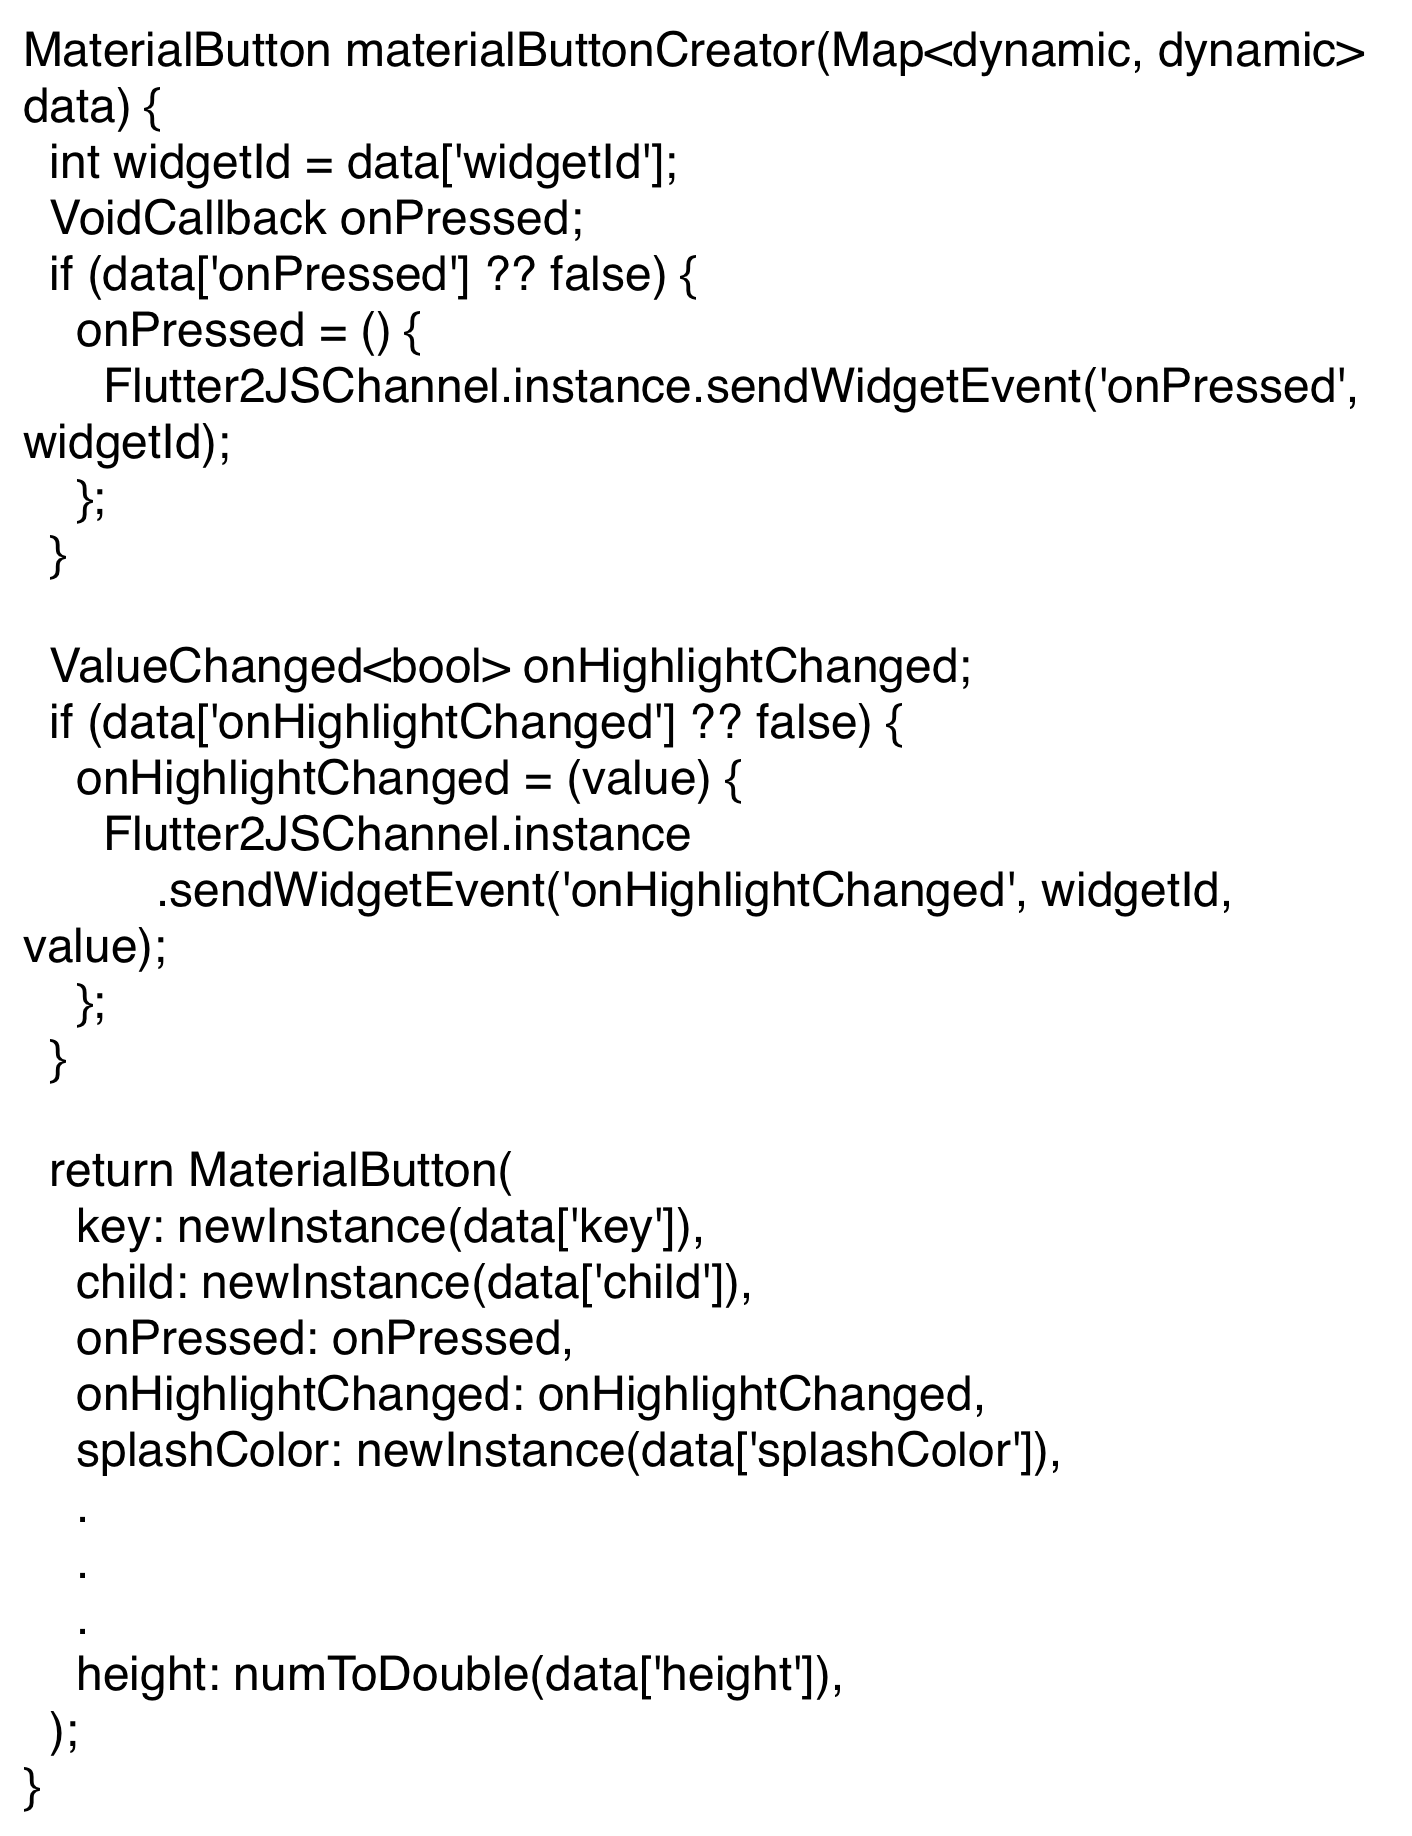 MaterialButton materialButtonCreator(Map<dynamic, dynamic>
data) {
  int widgetId = data['widgetId'];
  VoidCallback onPressed;
  if (data['onPressed'] ?? false) {
    onPressed = () {
      Flutter2JSChannel.instance.sendWidgetEvent('onPressed',
widgetId);
    };
  }

  ValueChanged<bool> onHighlightChanged;
  if (data['onHighlightChanged'] ?? false) {
    onHighlightChanged = (value) {
      Flutter2JSChannel.instance
          .sendWidgetEvent('onHighlightChanged', widgetId,
value);
    };
  }

  return MaterialButton(
    key: newInstance(data['key']),
    child: newInstance(data['child']),
    onPressed: onPressed,
    onHighlightChanged: onHighlightChanged,
    splashColor: newInstance(data['splashColor']),
    .
    .
    .
    height: numToDouble(data['height']),
  );
}